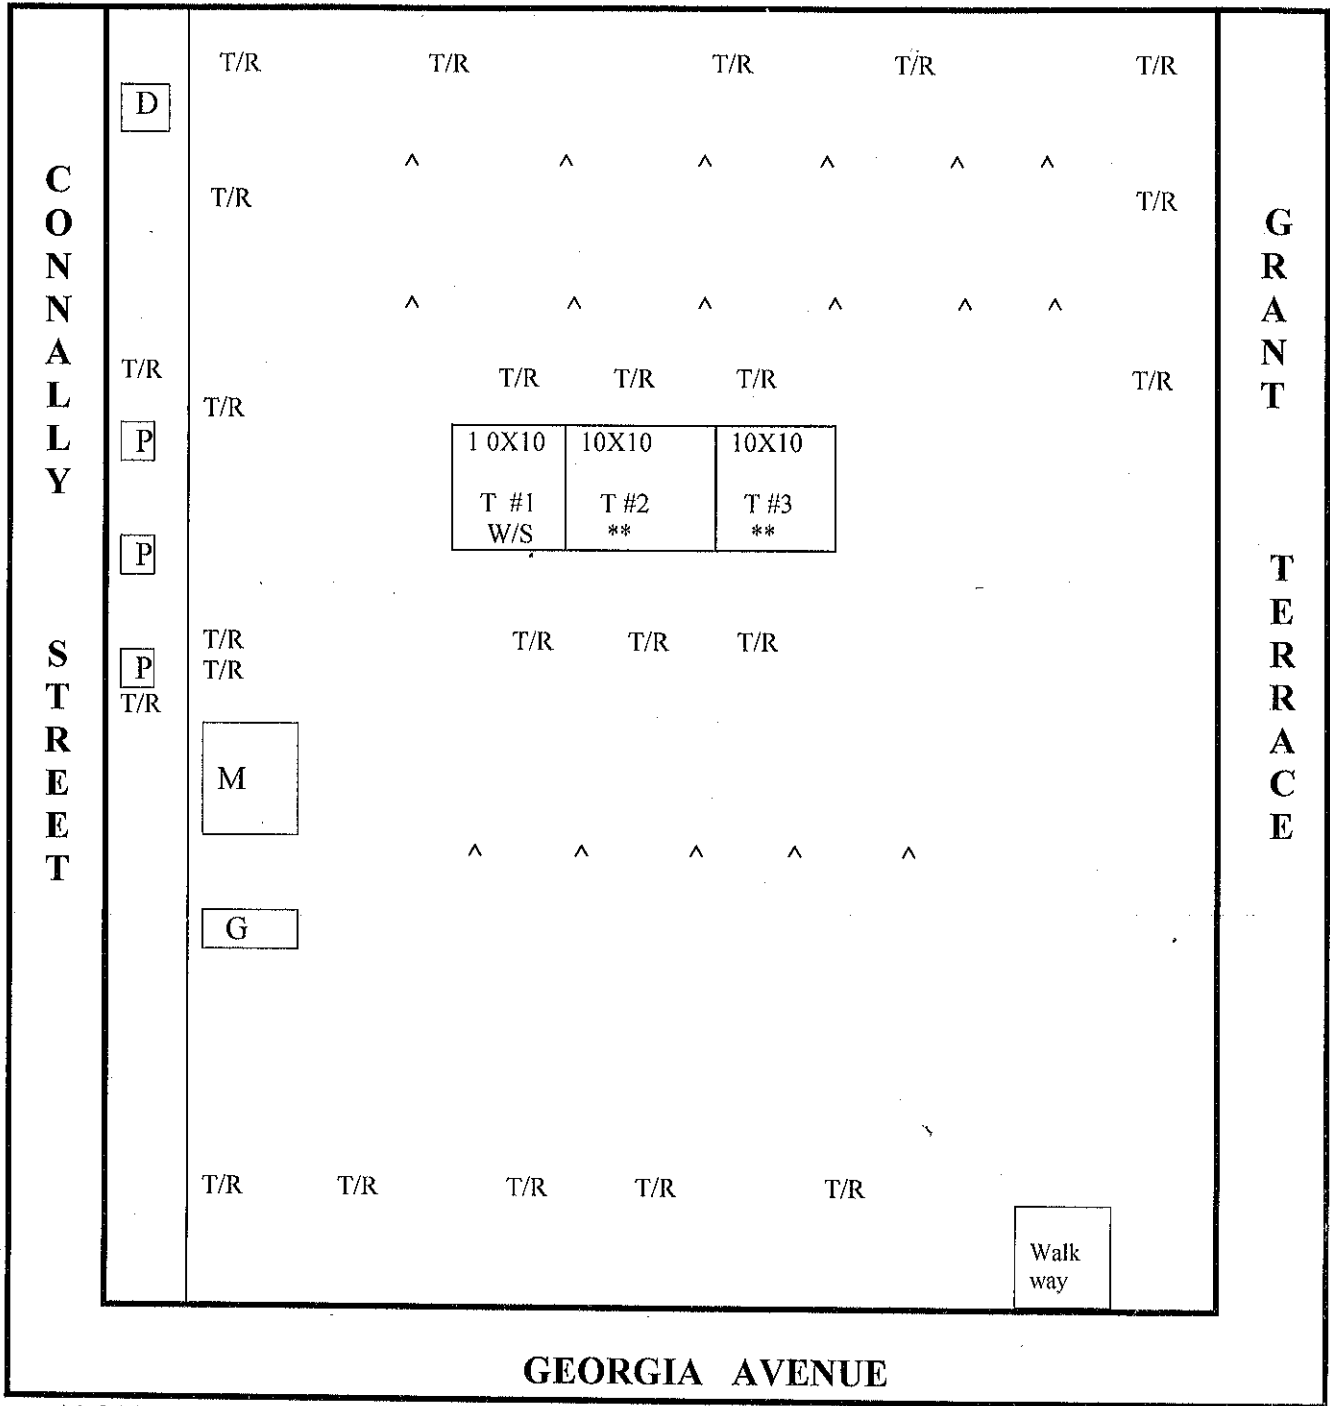 T/R T/R T/R T/R T/R
D
^ ^ ^ ^ ^ ^
T/R T/R
^ ^ ^ ^ ^ ^
T/R T/R T/R T/R T/R
T/R
P 1 0X10 10X10 10X10
T #1 T #2 T #3
W/S ** **
P
T/R T/R T/R T/R
P T/R
T/R
M
^ ^ ^ ^ ^
G
T/R T/R T/R T/R T/R
Walk
way
CONNALLY STREET
GRANT TERRACE
GEORGIA AVENUE